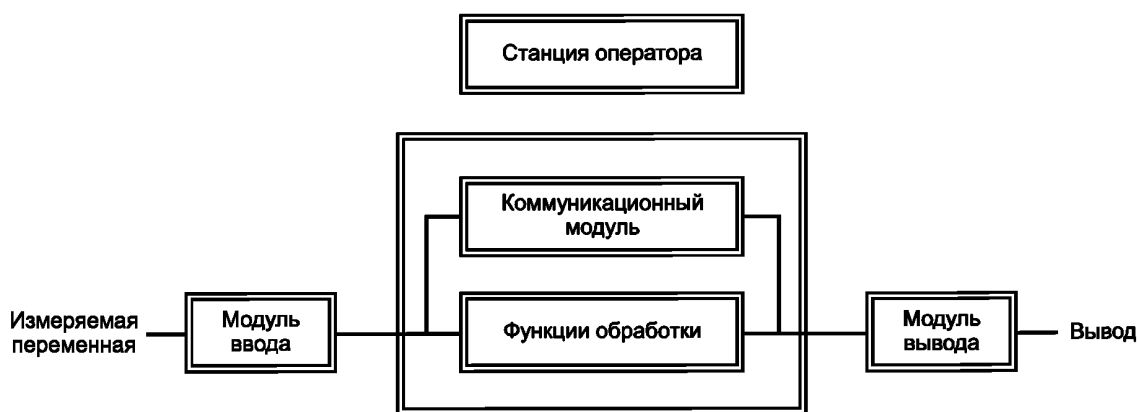 Станция оператора
Коммуникационный
модуль
Измеряемая
переменная
Модуль
ввода
Функции обработки
Модуль
вывода
Вывод